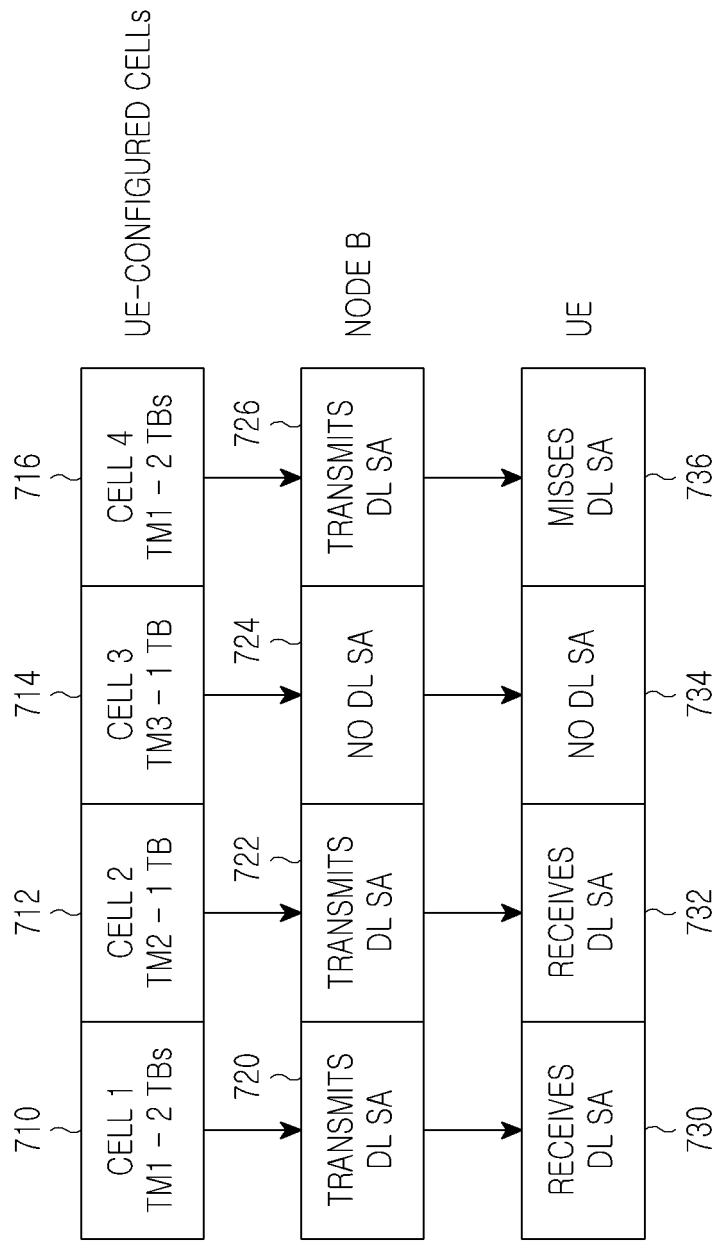 710
712
714
716
CELL 1
TM1 - 2 TBs
CELL 2
TM2 - 1 TB
CELL 3
TM3 - 1 TB
CELL 4
TM1 - 2 TBs
UE-CONFIGURED CELLs
720
722
724
726
TRANSMITS
DL SA
TRANSMITS
DL SA
NO DL SA
TRANSMITS
DL SA
NODE B
RECEIVES
DL SA
RECEIVES
DL SA
NO DL SA
MISSES
DL SA
UE
730
732
734
736